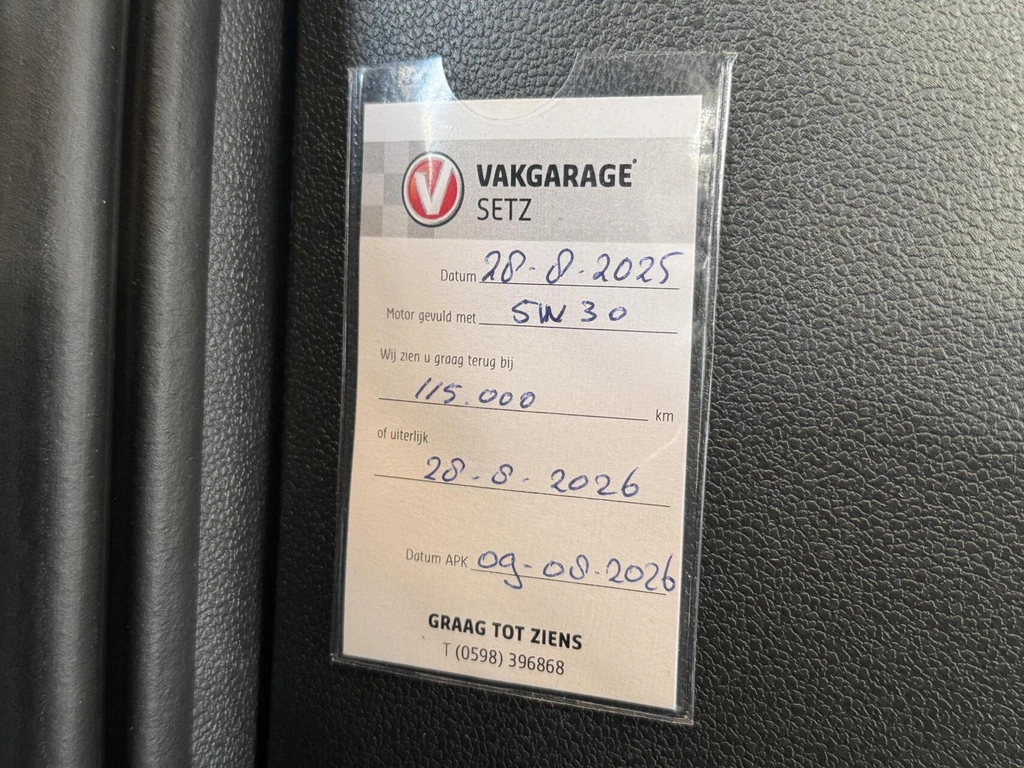 V VAKGARAGE
SETZ
Datum 28-8-2025
Motor gevuld met 5W30
Wij zien u graag terug bij
115.000 km
of uiterlijk
28.8.2026
Datum APK 09-08-2026
GRAAG TOT ZIENS
T (0598) 396868